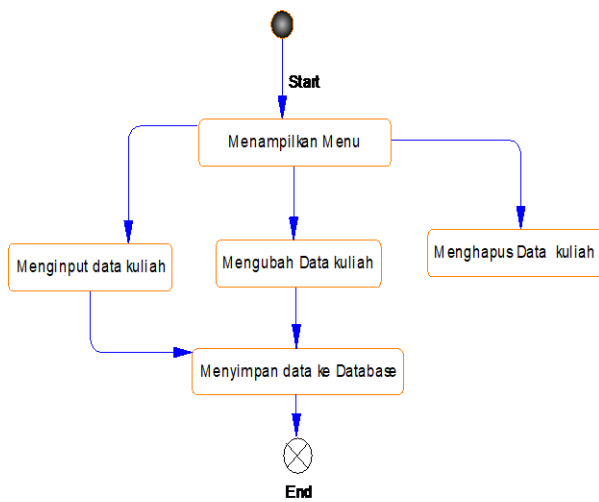 Start
Menampilkan Menu
Menginput data kuliah
Mengubah Data kuliah
Menghapus Data kuliah
Menyimpan data ke Database
End